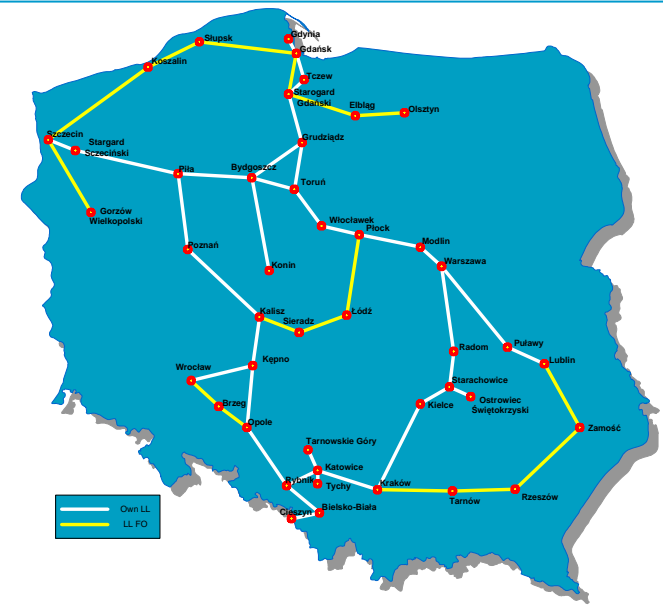 Gdynia
Słupsk
Gdańsk
Koszalin
Tczew
Starogard
Gdański
Elbląg
Olsztyn
Szczecin
Stargard
Sczeciński
Grudziądz
Piła
Bydgoszcz
Toruń
Gorzów
Wielkopolski
Włocławek
Płock
Modlin
Poznań
Warszawa
Konin
Kalisz
Sieradz
Łódź
Radom
Puławy
Lublin
Wrocław
Kępno
Starachowice
Brzeg
Kielce
Ostrowiec
Świętokrzyski
Opole
Zamość
Tarnowskie Góry
Katowice
Rybnik
Tychy
Kraków
Tarnów
Rzeszów
Cieszyn
Bielsko-Biała
Own LL
LL FO